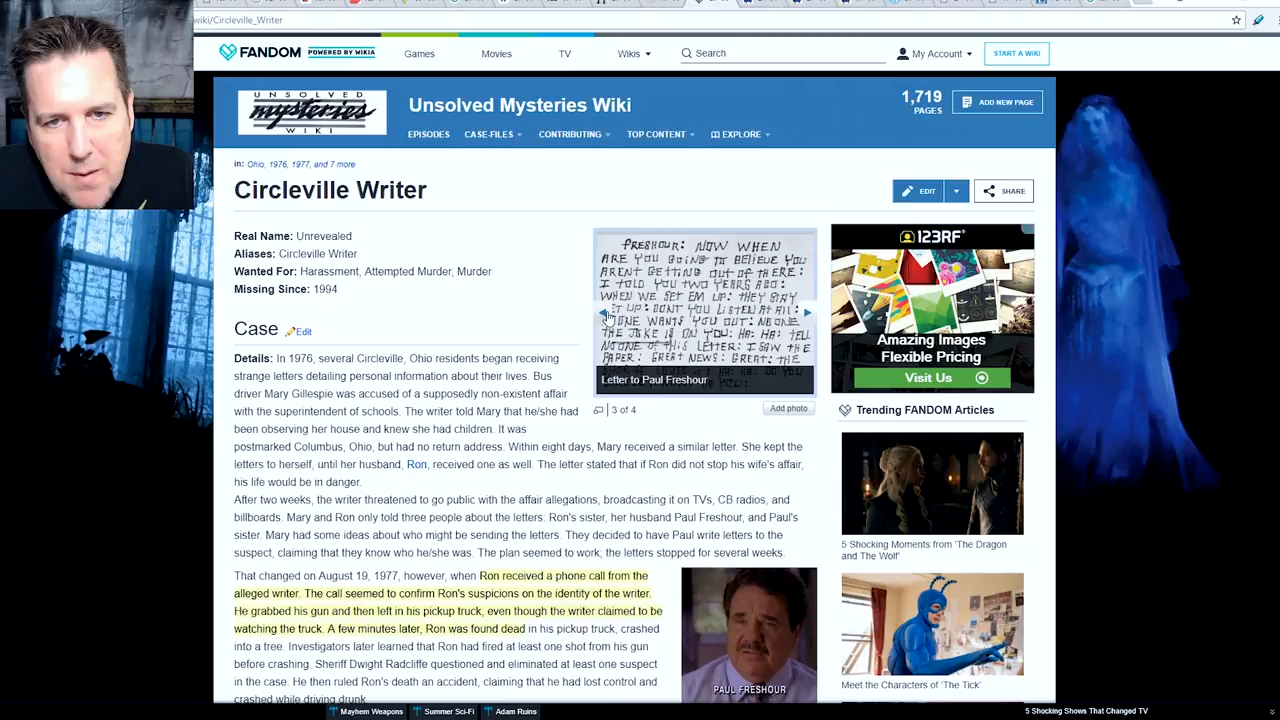 wiki/Circleville_Writer
FANDOM POWERED BY WIKIA Games Movies TV Wikis Search My Account START A WIKI
UNSOLVED
mysteries
WIKI
Unsolved Mysteries Wiki
1,719
PAGES
ADD NEW PAGE
EPISODES CASE-FILES CONTRIBUTING TOP CONTENT EXPLORE
in: Ohio, 1976, 1977, and 7 more
Circleville Writer
EDIT SHARE
Real Name: Unrevealed
Aliases: Circleville Writer
Wanted For: Harassment, Attempted Murder, Murder
Missing Since: 1994
Case Edit
Details: In 1976, several Circleville, Ohio residents began receiving
strange letters detailing personal information about their lives. Bus
driver Mary Gillespie was accused of a supposedly non-existent affair
with the superintendent of schools. The writer told Mary that he/she had
been observing her house and knew she had children. It was
postmarked Columbus, Ohio, but had no return address. Within eight days, Mary received a similar letter. She kept the
letters to herself, until her husband, Ron, received one as well. The letter stated that if Ron did not stop his wife's affair,
his life would be in danger.
After two weeks, the writer threatened to go public with the affair allegations, broadcasting it on TVs, CB radios, and
billboards. Mary and Ron only told three people about the letters: Ron's sister, her husband Paul Freshour, and Paul's
sister. Mary had some ideas about who might be sending the letters. They decided to have Paul write letters to the
suspect, claiming that they know who he/she was. The plan seemed to work; the letters stopped for several weeks.
That changed on August 19, 1977, however, when Ron received a phone call from the
alleged writer. The call seemed to confirm Ron's suspicions on the identity of the writer.
He grabbed his gun and then left in his pickup truck, even though the writer claimed to be
watching the truck. A few minutes later, Ron was found dead in his pickup truck, crashed
into a tree. Investigators later learned that Ron had fired at least one shot from his gun
before crashing. Sheriff Dwight Radcliffe questioned and eliminated at least one suspect
in the case. He then ruled Ron's death an accident, claiming that he had lost control and
crashed while driving drunk.
FRESHOUR: NOW WHEN
ARE YOU GOING TO BELIEVE YOU
ARENT GETTING OUT OF THERE:
I TOLD YOU TWO YEARS AGO:
WHEN WE SET EM UP: THEY STAY
SET UP: DONT YOU LISTEN AT ALL:
NOONE WANTS YOU OUT: NOONE
THE JOKE IS ON YOU: HA: HA: TELL
NOONE OF THIS LETTER: I SAW THE
PAPER: GREAT NEWS: GREAT: THE
Letter to Paul Freshour
3 of 4
Add photo
PAUL FRESHOUR
123RF
Amazing Images
Flexible Pricing
Visit Us
Trending FANDOM Articles
5 Shocking Moments from 'The Dragon
and The Wolf'
Meet the Characters of 'The Tick'
Mayhem Weapons Summer Sci-Fi Adam Ruins
5 Shocking Shows That Changed TV